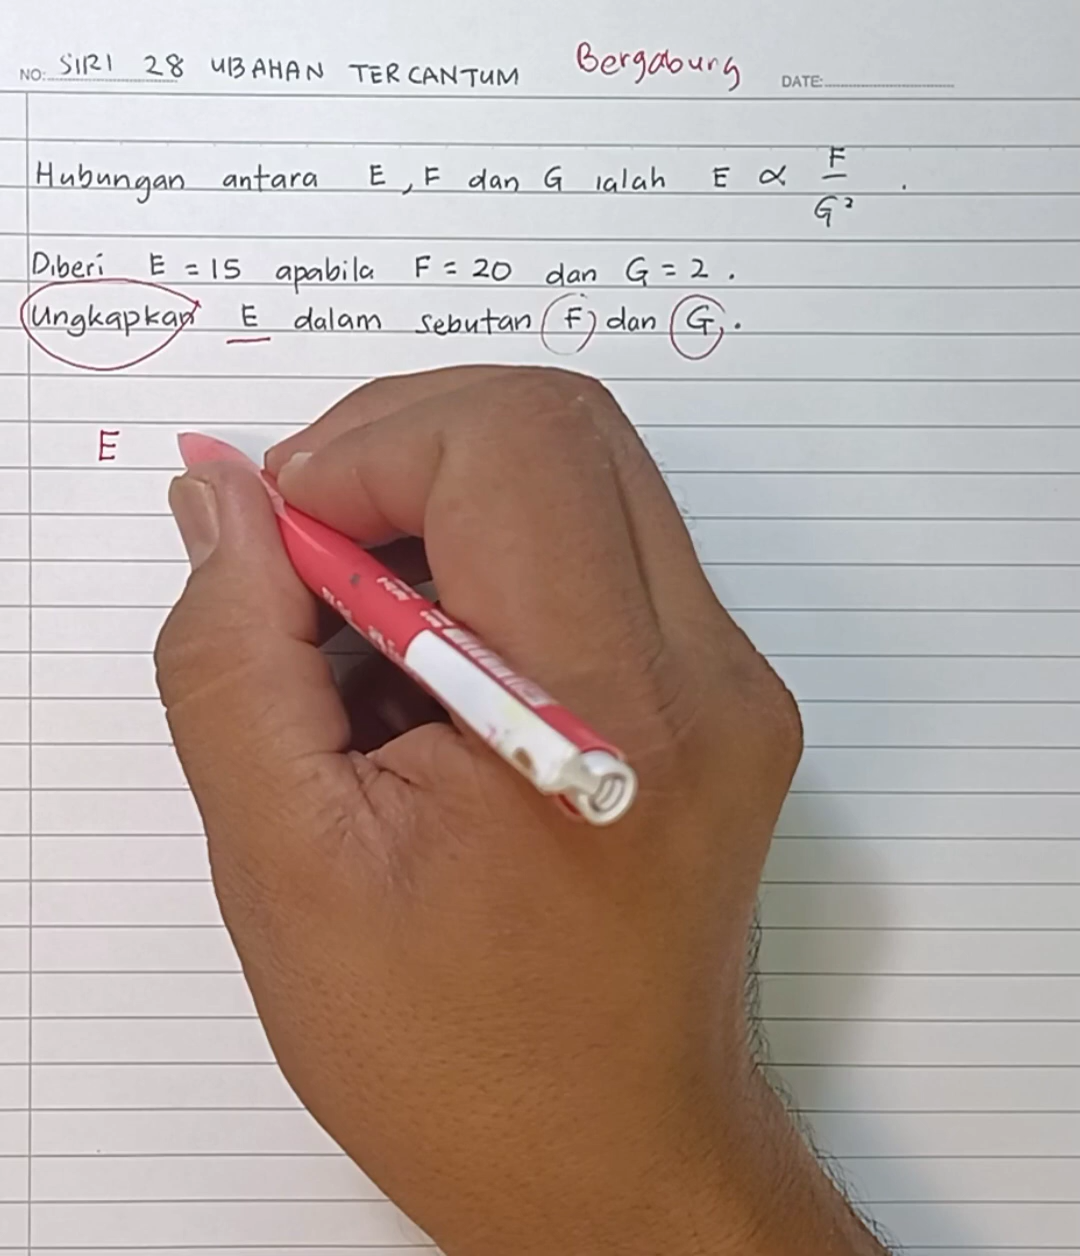 NO: SIRI 28 UBAHAN TERCANTUM Bergabung DATE:
Hubungan antara E, F dan G ialah E ∝ F/G² .
Diberi E = 15 apabila F = 20 dan G = 2 .
Ungkapkan E dalam sebutan F dan G .
E